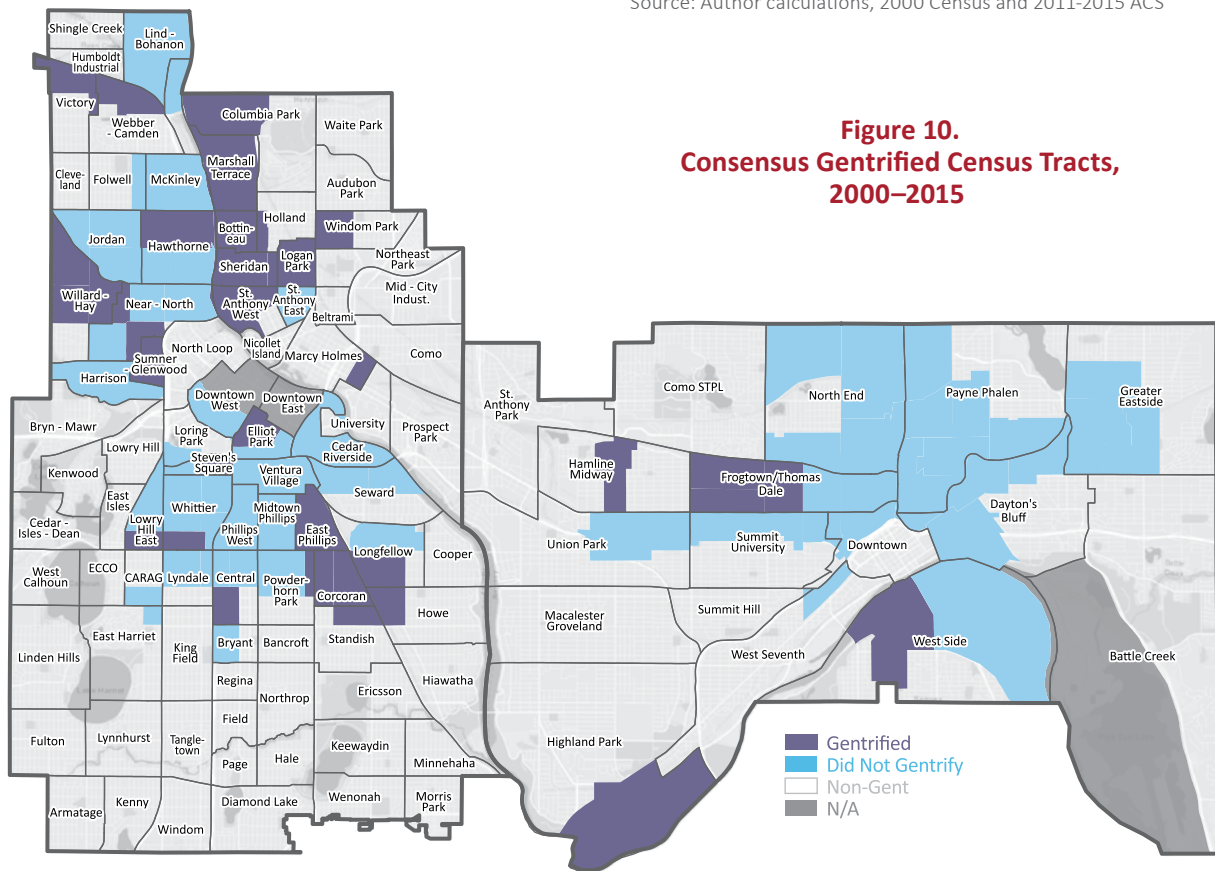 Source: Author calculations, 2000 Census and 2011-2015 ACS
Figure 10.
Consensus Gentrified Census Tracts,
2000–2015
Shingle Creek
Lind -
Bohanon
Humboldt
Industrial
Victory
Webber
- Camden
Columbia Park
Waite Park
Marshall
Terrace
Cleve-
land
Folwell
McKinley
Audubon
Park
Jordan
Hawthorne
Bottin-
eau
Holland
Windom Park
Sheridan
Logan
Park
Northeast
Park
Mid - City
Indust.
Willard -
Hay
Near - North
St.
Anthony
West
St.
Anthony
East
Beltrami
Sumner
- Glenwood
North Loop
Nicollet
Island
Marcy Holmes
Como
Harrison
Downtown
West
Downtown
East
Bryn - Mawr
Loring
Park
Elliot
Park
University
Prospect
Park
Lowry Hill
Steven's
Square
Cedar
Riverside
Kenwood
Ventura
Village
Seward
East
Isles
Lowry
Hill
East
Whittier
Phillips
West
Midtown
Phillips
East
Phillips
Cedar -
Isles - Dean
Longfellow
Cooper
West
Calhoun
ECCO
CARAG
Lyndale
Central
Powder-
horn
Park
Corcoran
Howe
East Harriet
King
Field
Bryant
Bancroft
Standish
Linden Hills
Regina
Northrop
Ericsson
Hiawatha
Field
Fulton
Lynnhurst
Tangle-
town
Page
Hale
Keewaydin
Minnehaha
Armatage
Kenny
Windom
Diamond Lake
Wenonah
Morris
Park
St.
Anthony
Park
Como STPL
North End
Payne Phalen
Greater
Eastside
Hamline
Midway
Frogtown/Thomas
Dale
Dayton's
Bluff
Union Park
Summit
University
Downtown
Macalester
Groveland
Summit Hill
West Seventh
West Side
Battle Creek
Highland Park
Gentrified
Did Not Gentrify
Non-Gent
N/A